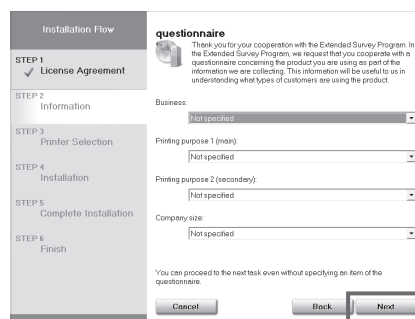 Installation Flow
STEP 1
License Agreement
STEP 2
Information
STEP 3
Printer Selection
STEP 4
Installation
STEP 5
Complete Installation
STEP 6
Finish
questionnaire
Thank you for your cooperation with the Extended Survey Program. In
the Extended Survey Program, we request that you cooperate with a
questionnaire concerning the product you are using as part of the
information we are collecting. This information will be useful to us in
understanding what types of customers are using the product.
Business:
Not specified
Printing purpose 1 (main):
Not specified
Printing purpose 2 (secondary):
Not specified
Company size:
Not specified
You can proceed to the next task even without specifying an item of the
questionnaire.
Cancel
Back
Next